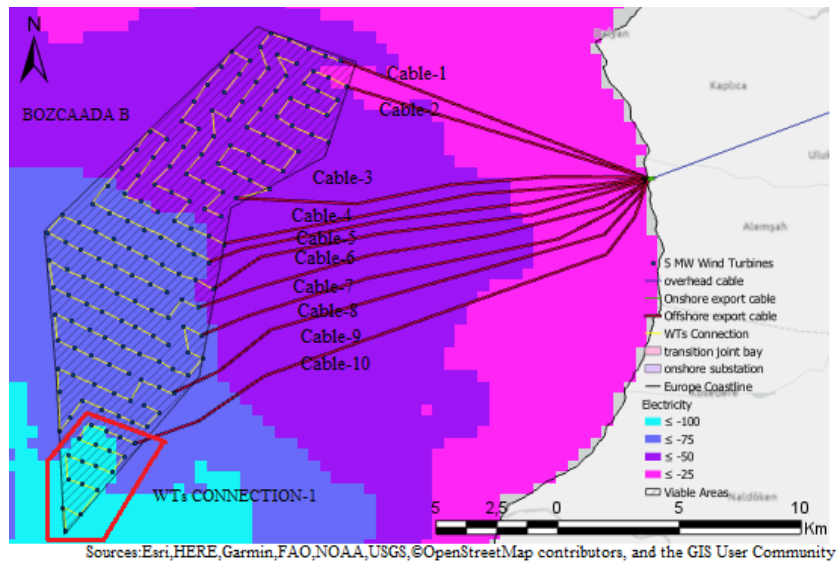 N
Balyan
Cable-1
Kaplıca
Cable-2
BOZCAADA B
Cable-3
Cable-4
Alemşah
Cable-5
Cable-6
Cable-7
Cable-8
Cable-9
Cable-10
5 MW Wind Turbines
overhead cable
Onshore export cable
Offshore export cable
WTs Connection
transition joint bay
onshore substation
Europe Coastline
Kösedere
Electricity
≤ -100
≤ -75
≤ -50
≤ -25
Viable Areas
Naldöken
WTs CONNECTION-1
5 2,5 0 5 10
Km
Sources:Esri,HERE,Garmin,FAO,NOAA,USGS,©OpenStreetMap contributors, and the GIS User Community